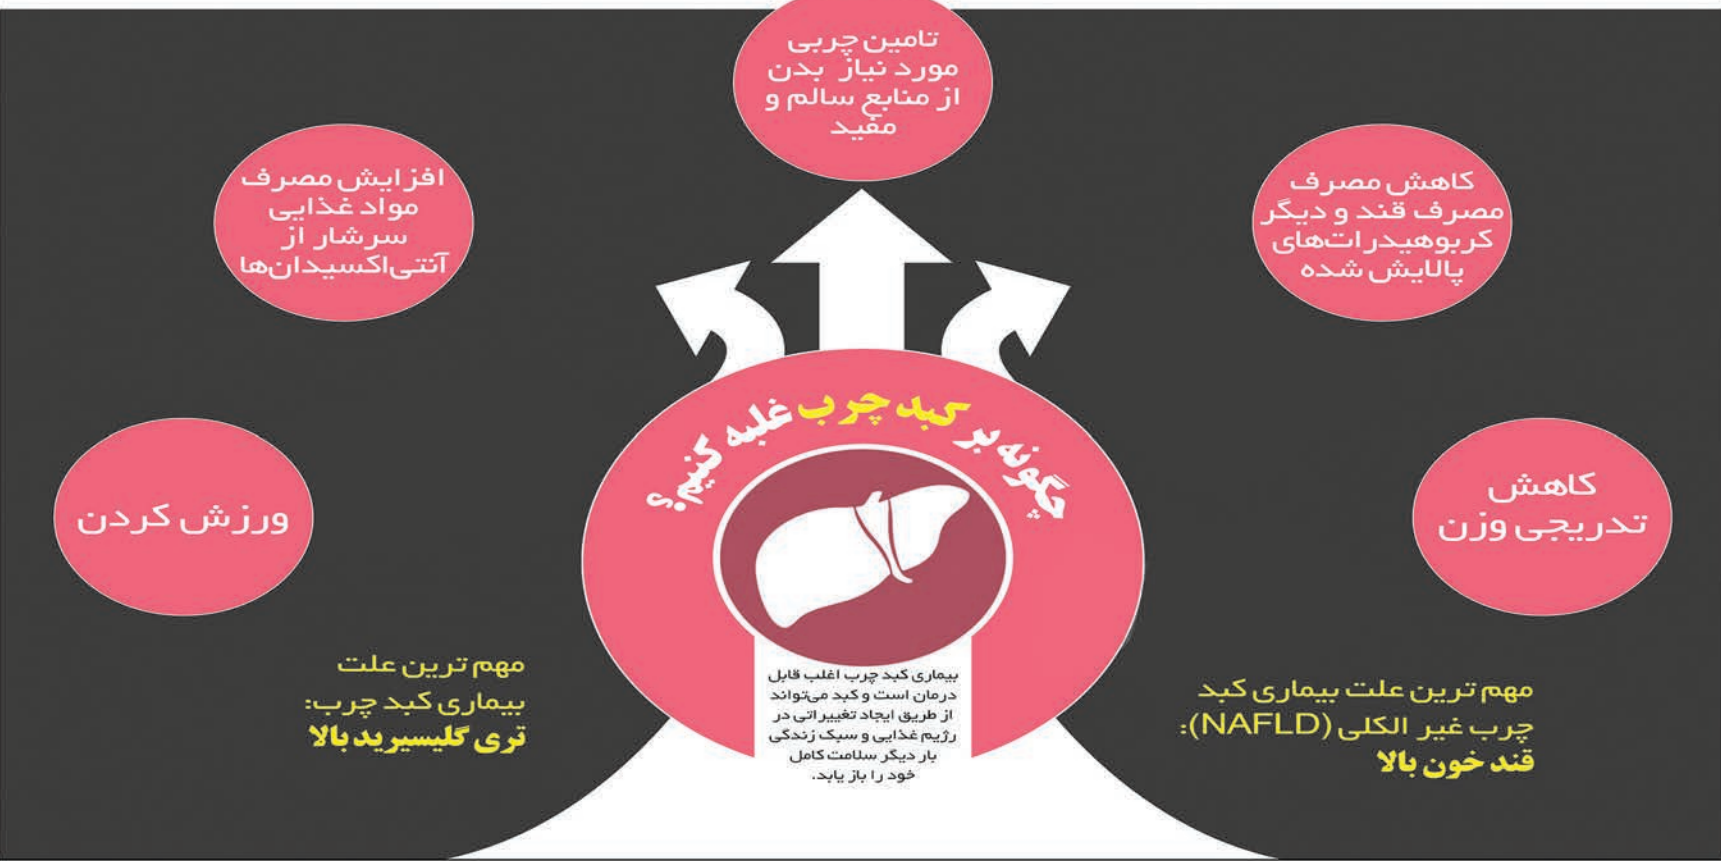 تامین چربی
مورد نیاز بدن
از منابع سالم و
مفید
کاهش مصرف
مصرف قند و دیگر
کربوهیدرات‌های
پالایش شده
افزایش مصرف
مواد غذایی
سرشار از
آنتی‌اکسیدان‌ها
چگونه بر کبد چرب غلبه کنیم؟
کاهش
تدریجی وزن
ورزش کردن
بیماری کبد چرب اغلب قابل
درمان است و کبد می‌تواند
از طریق ایجاد تغییراتی در
رژیم غذایی و سبک زندگی
بار دیگر سلامت کامل
خود را باز یابد.
مهم ترین علت بیماری کبد
چرب غیر الکلی (NAFLD):
قند خون بالا
مهم ترین علت
بیماری کبد چرب:
تری گلیسیرید بالا